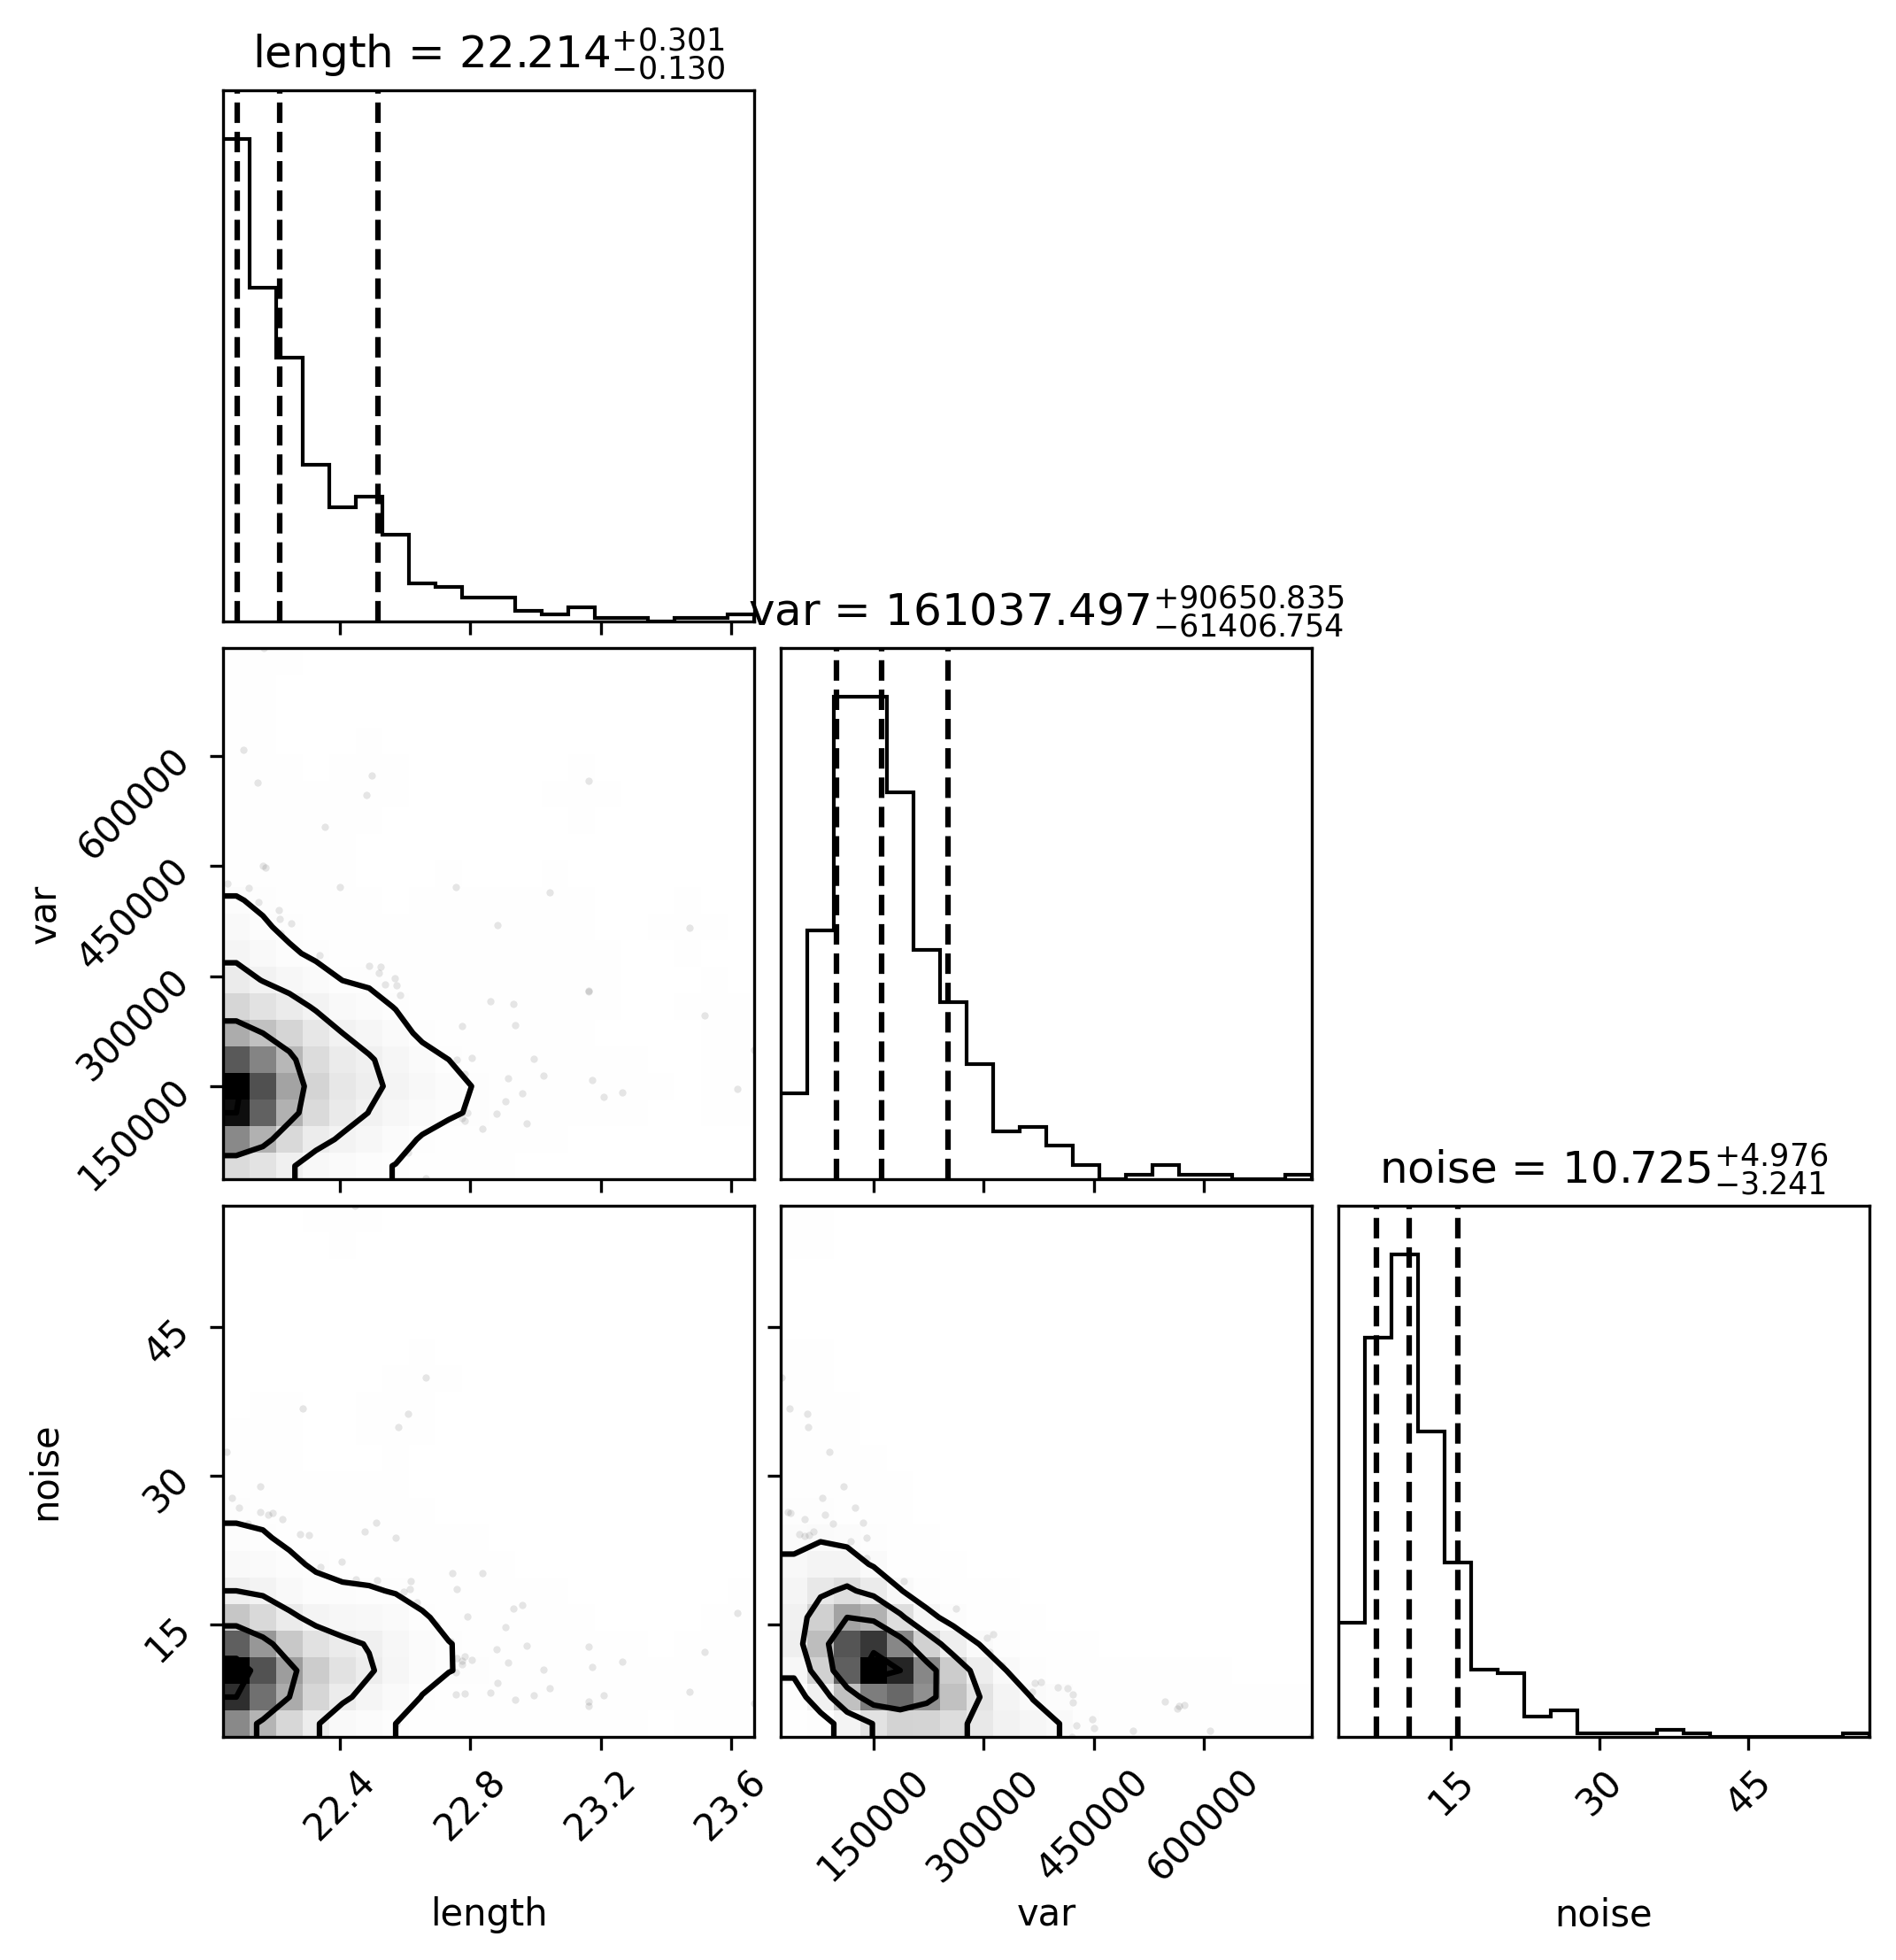 length = 22.214+0.301−0.130
var = 161037.497+90650.835−61406.754
600000
450000
300000
150000
var
noise = 10.725+4.976−3.241
45
30
15
noise
22.4
22.8
23.2
23.6
length
150000
300000
450000
600000
var
15
30
45
noise